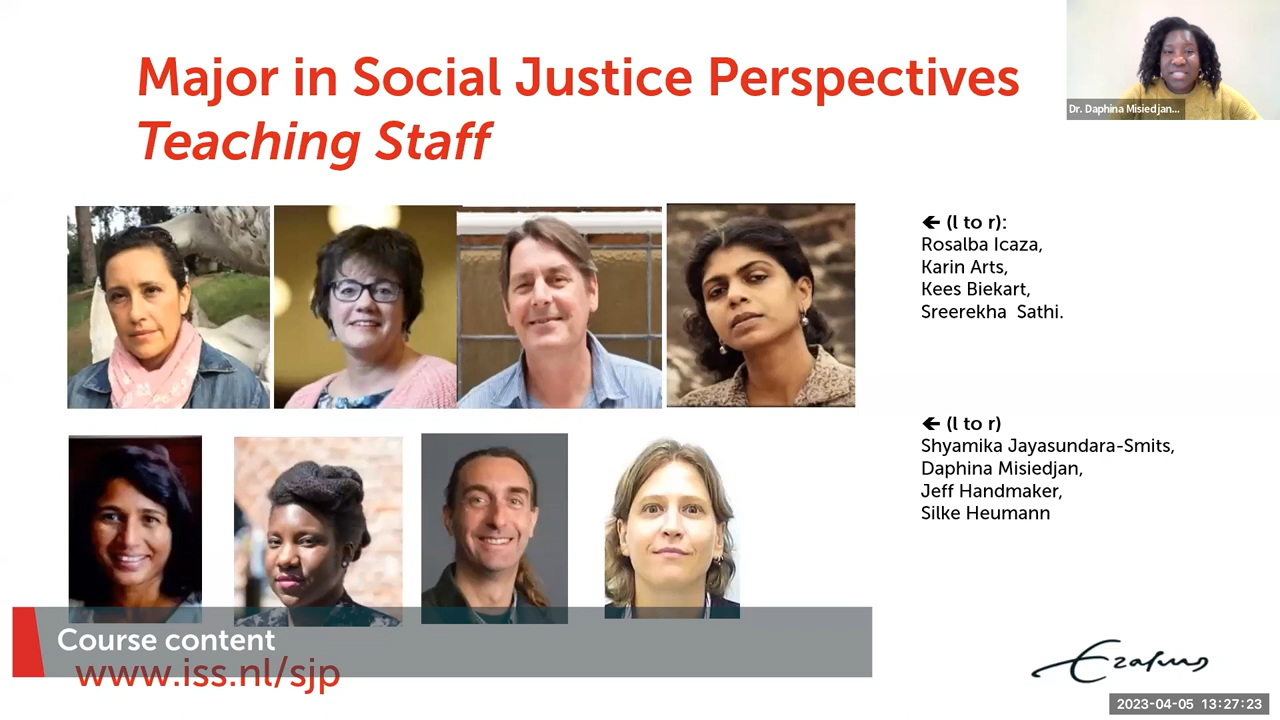 Major in Social Justice Perspectives
Teaching Staff
Dr. Daphina Misiedjan...
← (l to r):
Rosalba Icaza,
Karin Arts,
Kees Biekart,
Sreerekha Sathi.
← (l to r)
Shyamika Jayasundara-Smits,
Daphina Misiedjan,
Jeff Handmaker,
Silke Heumann
Course content
www.iss.nl/sjp
Erasmus
2023-04-05 13:27:23